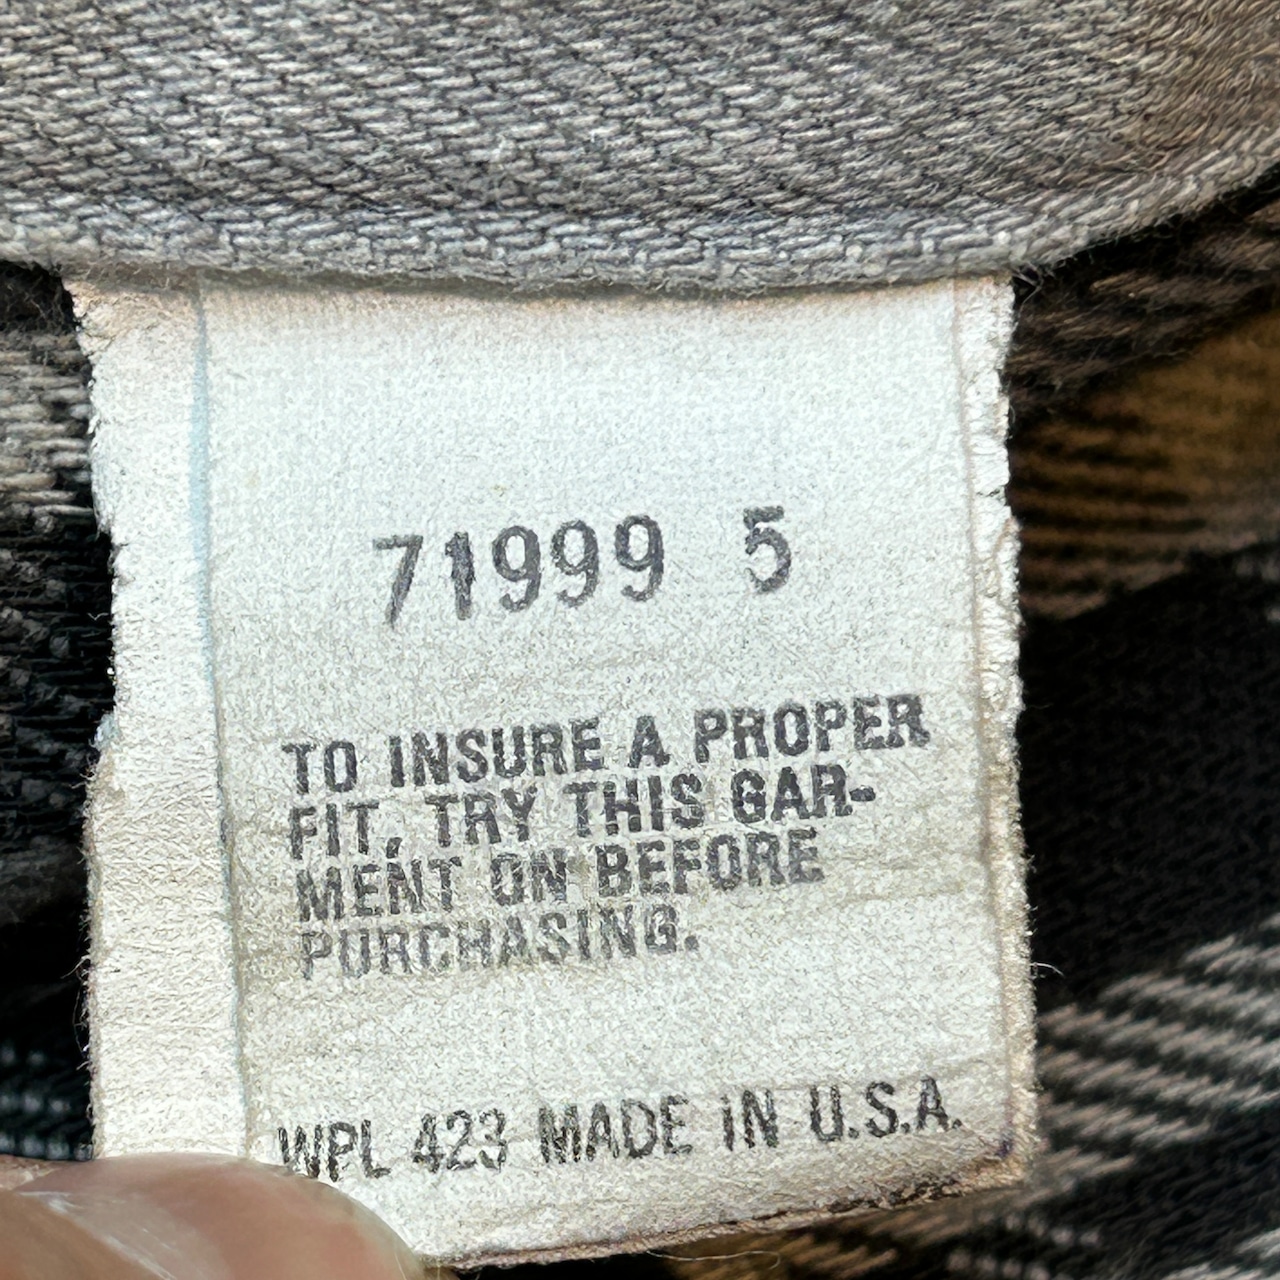 71999 5
TO INSURE A PROPER
FIT, TRY THIS GAR-
MENT ON BEFORE
PURCHASING.
WPL 423 MADE IN U.S.A.